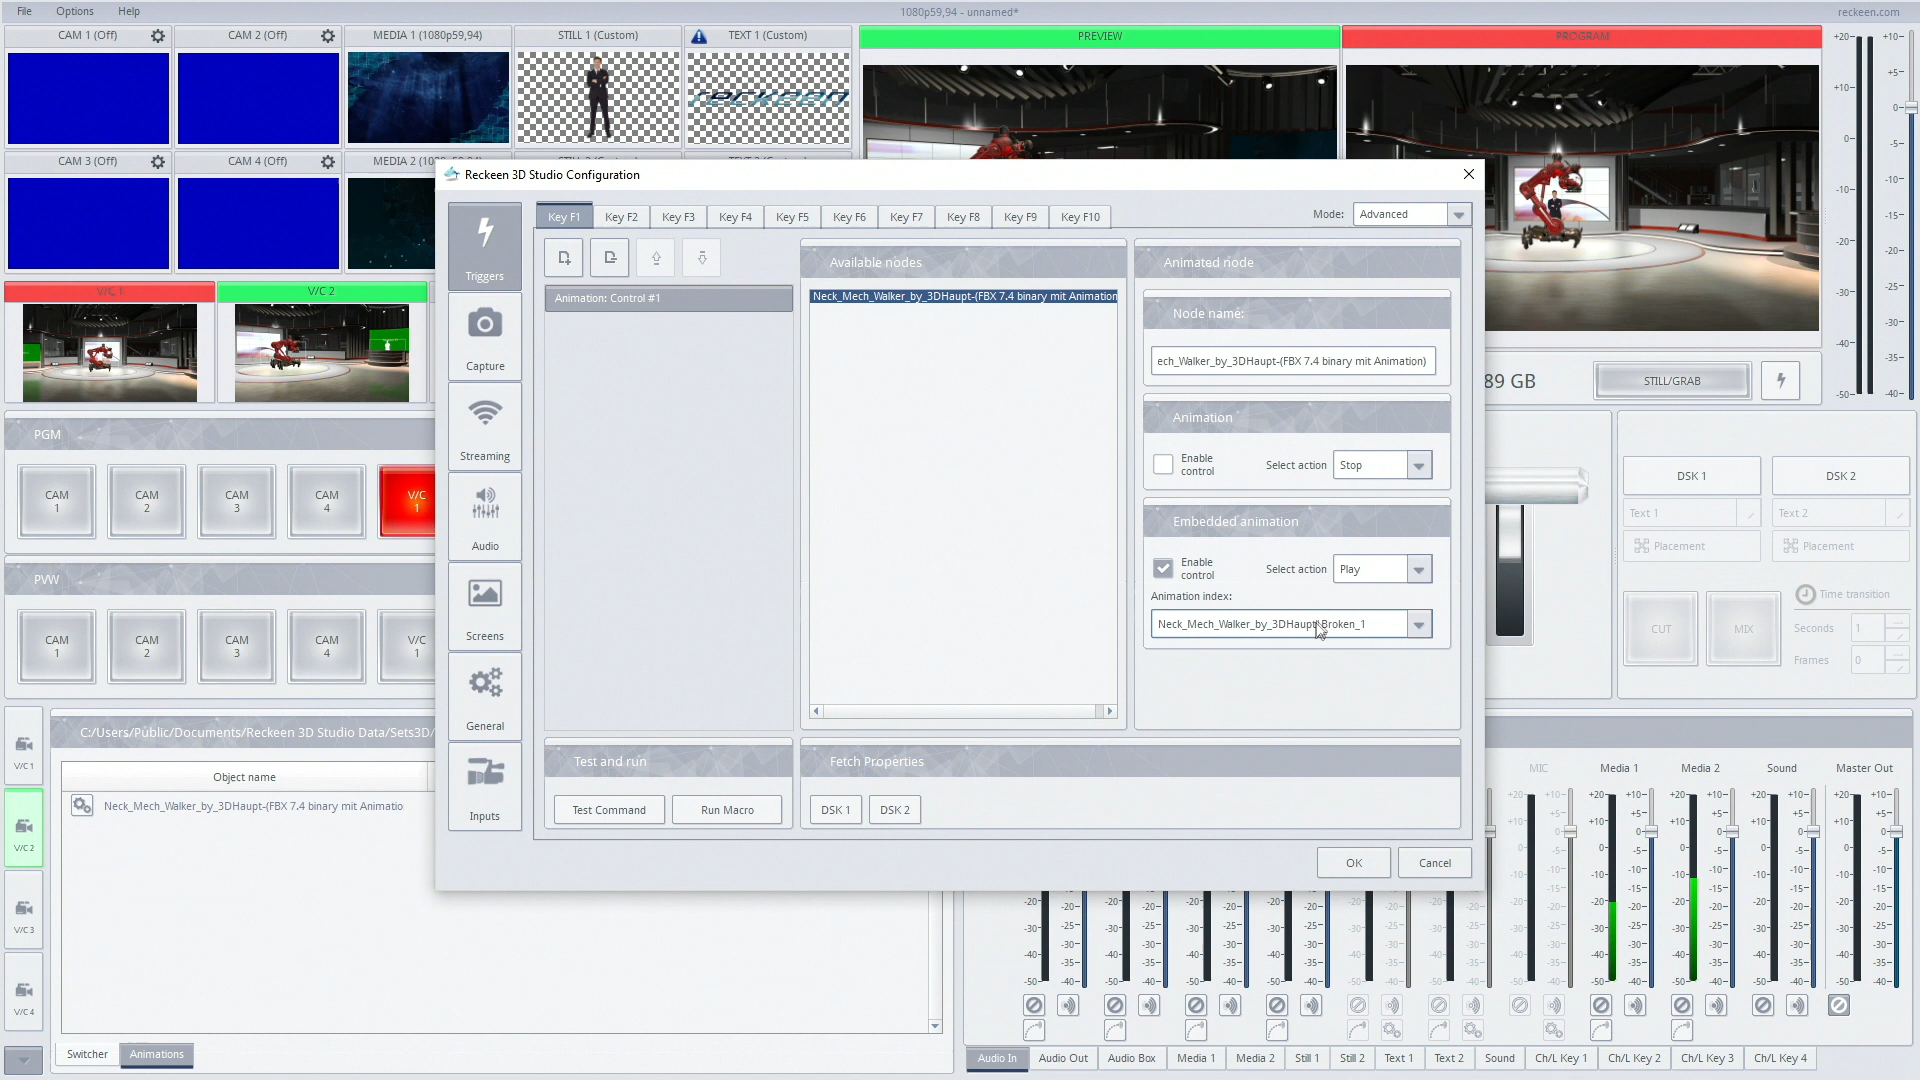 File Options Help
1080p59,94 – unnamed*
reckeen.com
CAM 1 (Off) CAM 2 (Off) MEDIA 1 (1080p59,94) STILL 1 (Custom) TEXT 1 (Custom)
PREVIEW PROGRAM
reckeen
CAM 3 (Off) CAM 4 (Off) MEDIA 2
V/C 1 V/C 2
89 GB STILL/GRAB
PGM
CAM 1 CAM 2 CAM 3 CAM 4 V/C 1
PVW
CAM 1 CAM 2 CAM 3 CAM 4 V/C 1
Reckeen 3D Studio Configuration
Key F1 Key F2 Key F3 Key F4 Key F5 Key F6 Key F7 Key F8 Key F9 Key F10
Mode: Advanced
Triggers
Capture
Streaming
Audio
Screens
General
Inputs
Animation: Control #1
Available nodes
Neck_Mech_Walker_by_3DHaupt-(FBX 7.4 binary mit Animation
Animated node
Node name:
ech_Walker_by_3DHaupt-(FBX 7.4 binary mit Animation)
Animation
Enable control Select action Stop
Embedded animation
Enable control Select action Play
Animation index:
Neck_Mech_Walker_by_3DHaupt Broken_1
Test and run
Test Command Run Macro
Fetch Properties
DSK 1 DSK 2
OK Cancel
DSK 1 DSK 2
Text 1 Text 2
Placement Placement
CUT MIX
Time transition
Seconds 1
Frames 0
V/C 1
V/C 2
V/C 3
V/C 4
C:/Users/Public/Documents/Reckeen 3D Studio Data/Sets3D/
Object name
Neck_Mech_Walker_by_3DHaupt-(FBX 7.4 binary mit Animatio
Switcher Animations
MIC Media 1 Media 2 Sound Master Out
Audio In Audio Out Audio Box Media 1 Media 2 Still 1 Still 2 Text 1 Text 2 Sound Ch/L Key 1 Ch/L Key 2 Ch/L Key 3 Ch/L Key 4